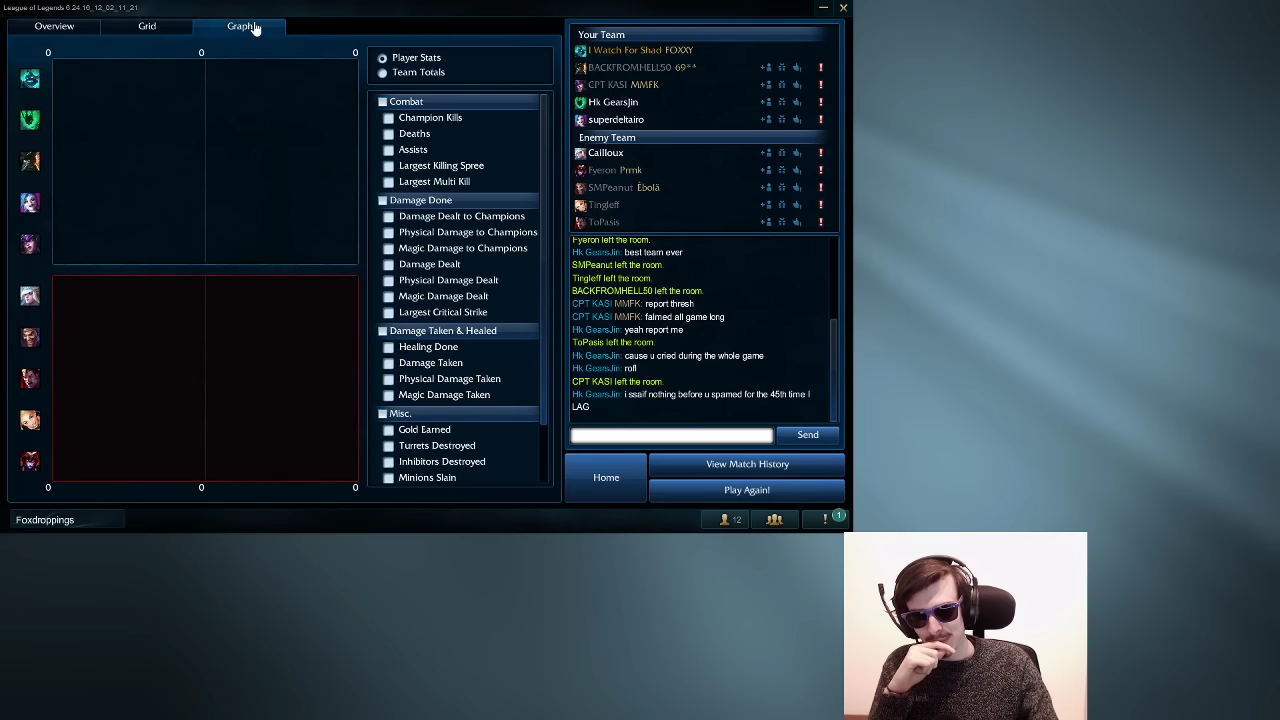 League of Legends 6.24.16_12_02_11_21
Overview
Grid
Graph
0
0
0
0
0
0
Player Stats
Team Totals
Combat
Champion Kills
Deaths
Assists
Largest Killing Spree
Largest Multi Kill
Damage Done
Damage Dealt to Champions
Physical Damage to Champions
Magic Damage to Champions
Damage Dealt
Physical Damage Dealt
Magic Damage Dealt
Largest Critical Strike
Damage Taken & Healed
Healing Done
Damage Taken
Physical Damage Taken
Magic Damage Taken
Misc.
Gold Earned
Turrets Destroyed
Inhibitors Destroyed
Minions Slain
Your Team
I Watch For Shad FOXXY
BACKFROMHELL50 69**
CPT KASI MMFK
Hk GearsJin
superdeltairo
Enemy Team
Cailloux
Fyeron Prmk
SMPeanut Ébolä
Tingleff
ToPasis
Fyeron left the room.
Hk GearsJin: best team ever
SMPeanut left the room.
Tingleff left the room.
BACKFROMHELL50 left the room.
CPT KASI MMFK: report thresh
CPT KASI MMFK: falmed all game long
Hk GearsJin: yeah report me
ToPasis left the room.
Hk GearsJin: cause u cried during the whole game
Hk GearsJin: rofl
CPT KASI left the room.
Hk GearsJin: i ssaif nothing before u spamed for the 45th time I
LAG
Send
Home
View Match History
Play Again!
Foxdroppings
12
1